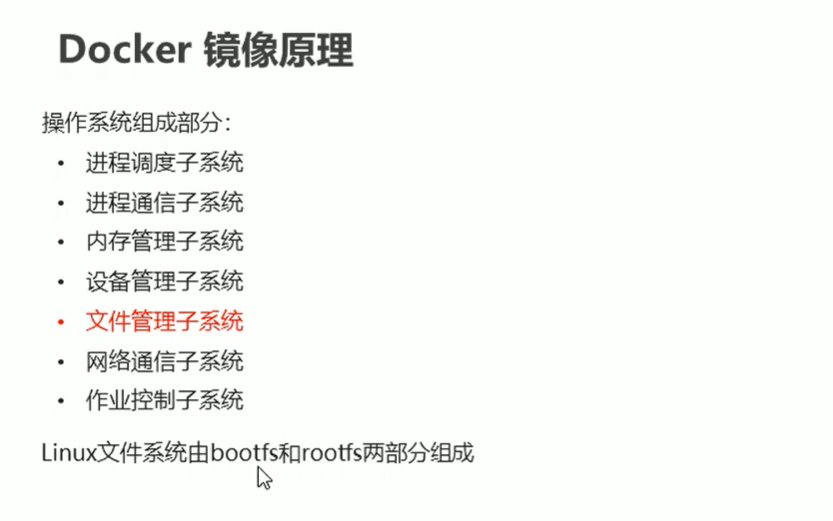 Docker 镜像原理
操作系统组成部分：
• 进程调度子系统
• 进程通信子系统
• 内存管理子系统
• 设备管理子系统
• 文件管理子系统
• 网络通信子系统
• 作业控制子系统
Linux文件系统由bootfs和rootfs两部分组成